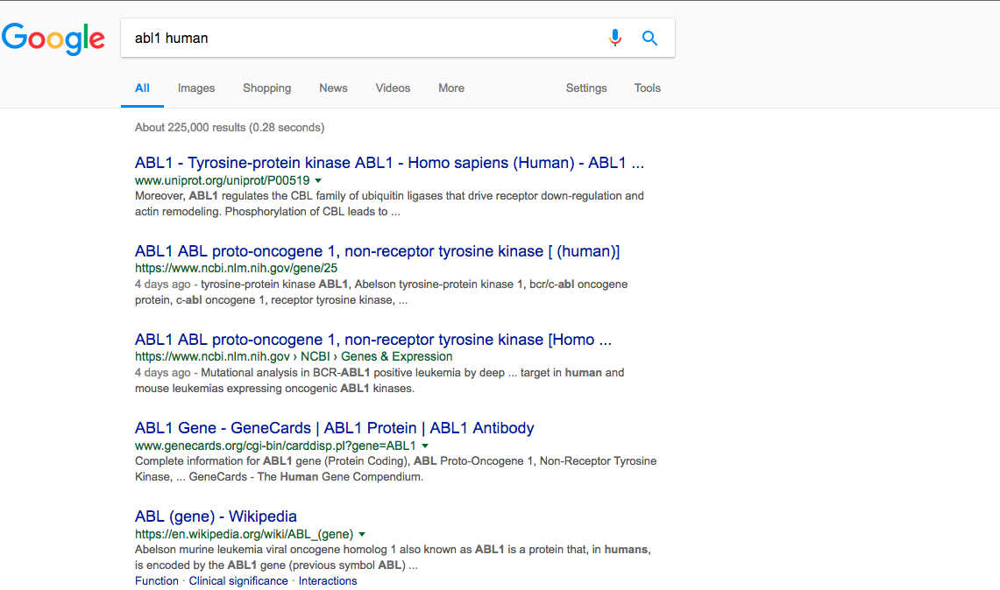 Google
abl1 human
All Images Shopping News Videos More Settings Tools
About 225,000 results (0.28 seconds)
ABL1 - Tyrosine-protein kinase ABL1 - Homo sapiens (Human) - ABL1 ...
www.uniprot.org/uniprot/P00519
Moreover, ABL1 regulates the CBL family of ubiquitin ligases that drive receptor down-regulation and
actin remodeling. Phosphorylation of CBL leads to ...
ABL1 ABL proto-oncogene 1, non-receptor tyrosine kinase [ (human)]
https://www.ncbi.nlm.nih.gov/gene/25
4 days ago - tyrosine-protein kinase ABL1, Abelson tyrosine-protein kinase 1, bcr/c-abl oncogene
protein, c-abl oncogene 1, receptor tyrosine kinase, ...
ABL1 ABL proto-oncogene 1, non-receptor tyrosine kinase [Homo ...
https://www.ncbi.nlm.nih.gov › NCBI › Genes & Expression
4 days ago - Mutational analysis in BCR-ABL1 positive leukemia by deep ... target in human and
mouse leukemias expressing oncogenic ABL1 kinases.
ABL1 Gene - GeneCards | ABL1 Protein | ABL1 Antibody
www.genecards.org/cgi-bin/carddisp.pl?gene=ABL1
Complete information for ABL1 gene (Protein Coding), ABL Proto-Oncogene 1, Non-Receptor Tyrosine
Kinase, ... GeneCards - The Human Gene Compendium.
ABL (gene) - Wikipedia
https://en.wikipedia.org/wiki/ABL_(gene)
Abelson murine leukemia viral oncogene homolog 1 also known as ABL1 is a protein that, in humans,
is encoded by the ABL1 gene (previous symbol ABL) ...
Function · Clinical significance · Interactions